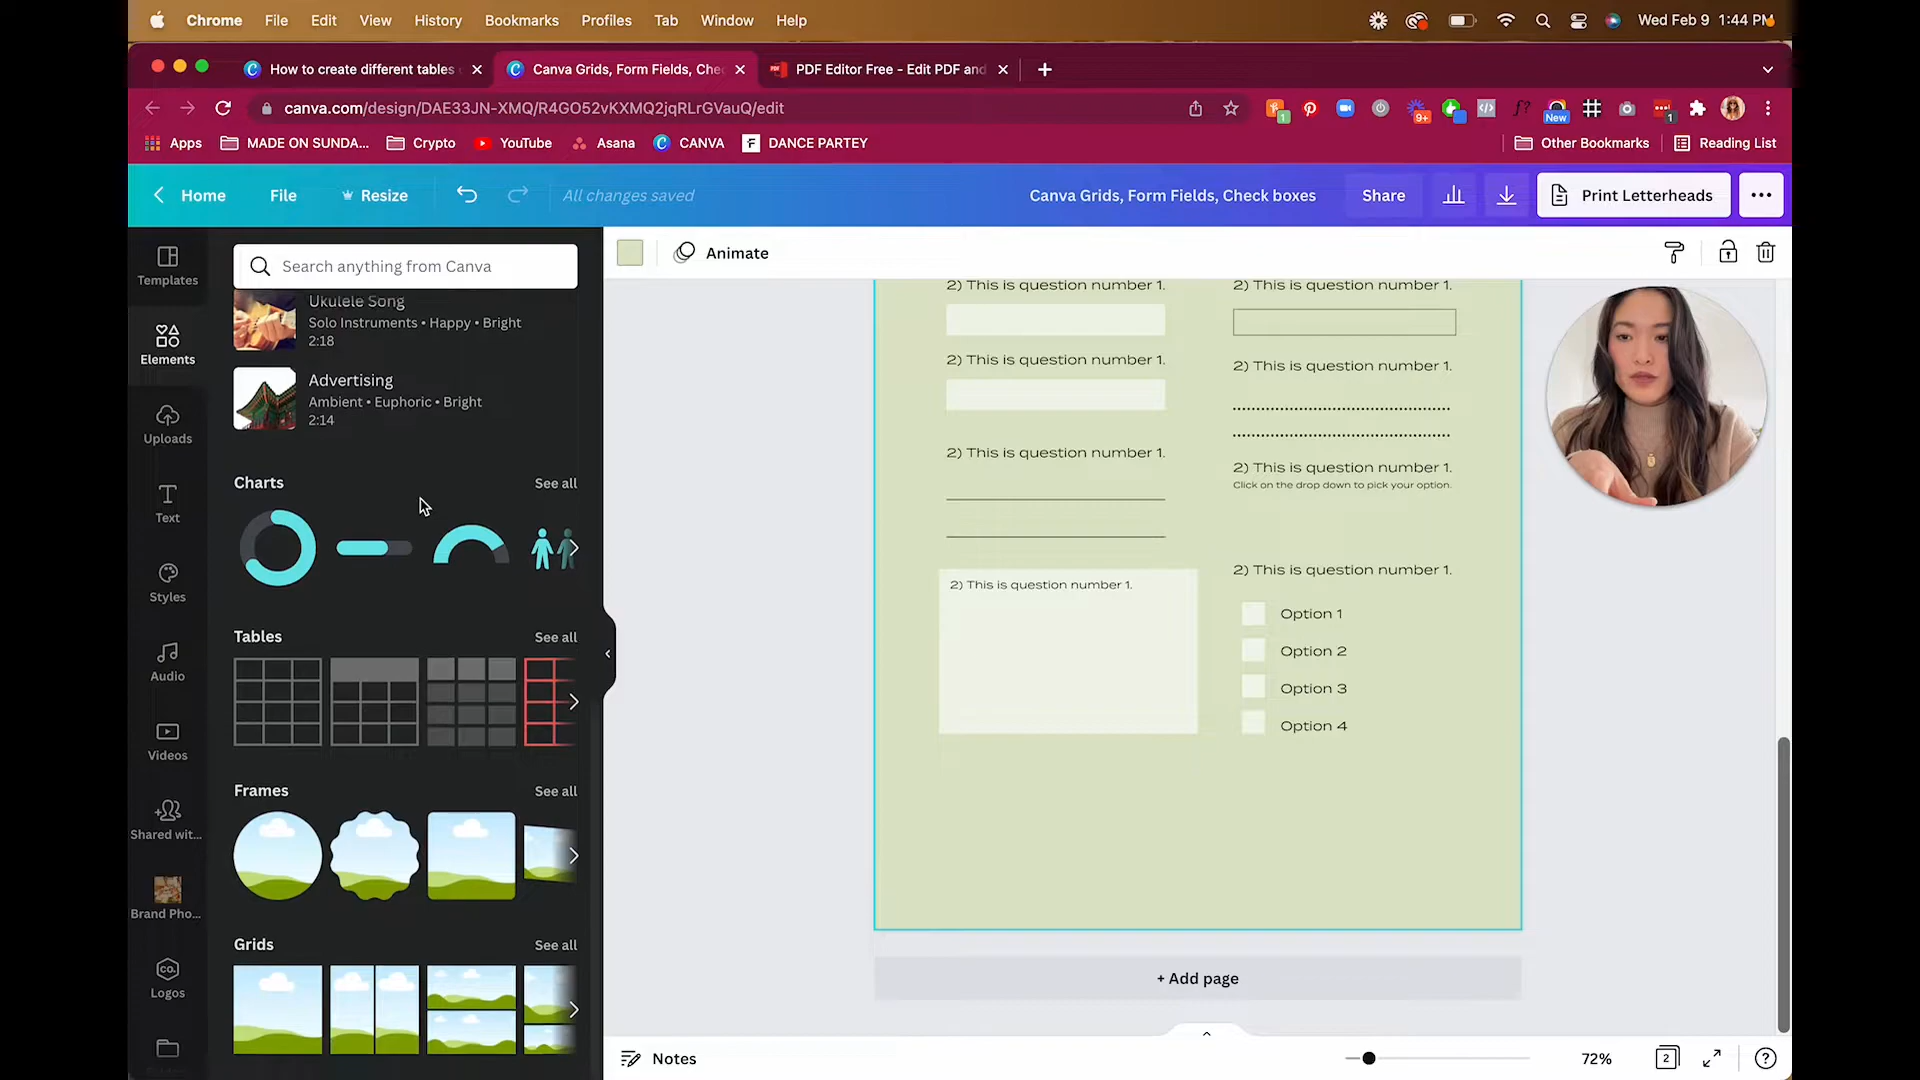 Chrome File Edit View History Bookmarks Profiles Tab Window Help Wed Feb 9 1:44 PM
How to create different tables Canva Grids, Form Fields, Che PDF Editor Free - Edit PDF and
canva.com/design/DAE33JN-XMQ/R4GO52vKXMQ2jqRLrGVauQ/edit 1 9+ New 1
Apps MADE ON SUNDA... Crypto YouTube Asana CANVA F DANCE PARTEY Other Bookmarks Reading List
Home File Resize All changes saved Canva Grids, Form Fields, Check boxes Share Print Letterheads
Templates
Elements
Uploads
Text
Styles
Audio
Videos
Shared wit...
Brand Pho...
co.
Logos
Search anything from Canva
Ukulele Song
Solo Instruments • Happy • Bright
2:18
Advertising
Ambient • Euphoric • Bright
2:14
Charts See all
Tables See all
Frames See all
Grids See all
Animate
2) This is question number 1.
2) This is question number 1.
2) This is question number 1.
2) This is question number 1.
2) This is question number 1.
2) This is question number 1.
2) This is question number 1.
Click on the drop down to pick your option.
2) This is question number 1.
Option 1
Option 2
Option 3
Option 4
+ Add page
Notes 72% 2 ?